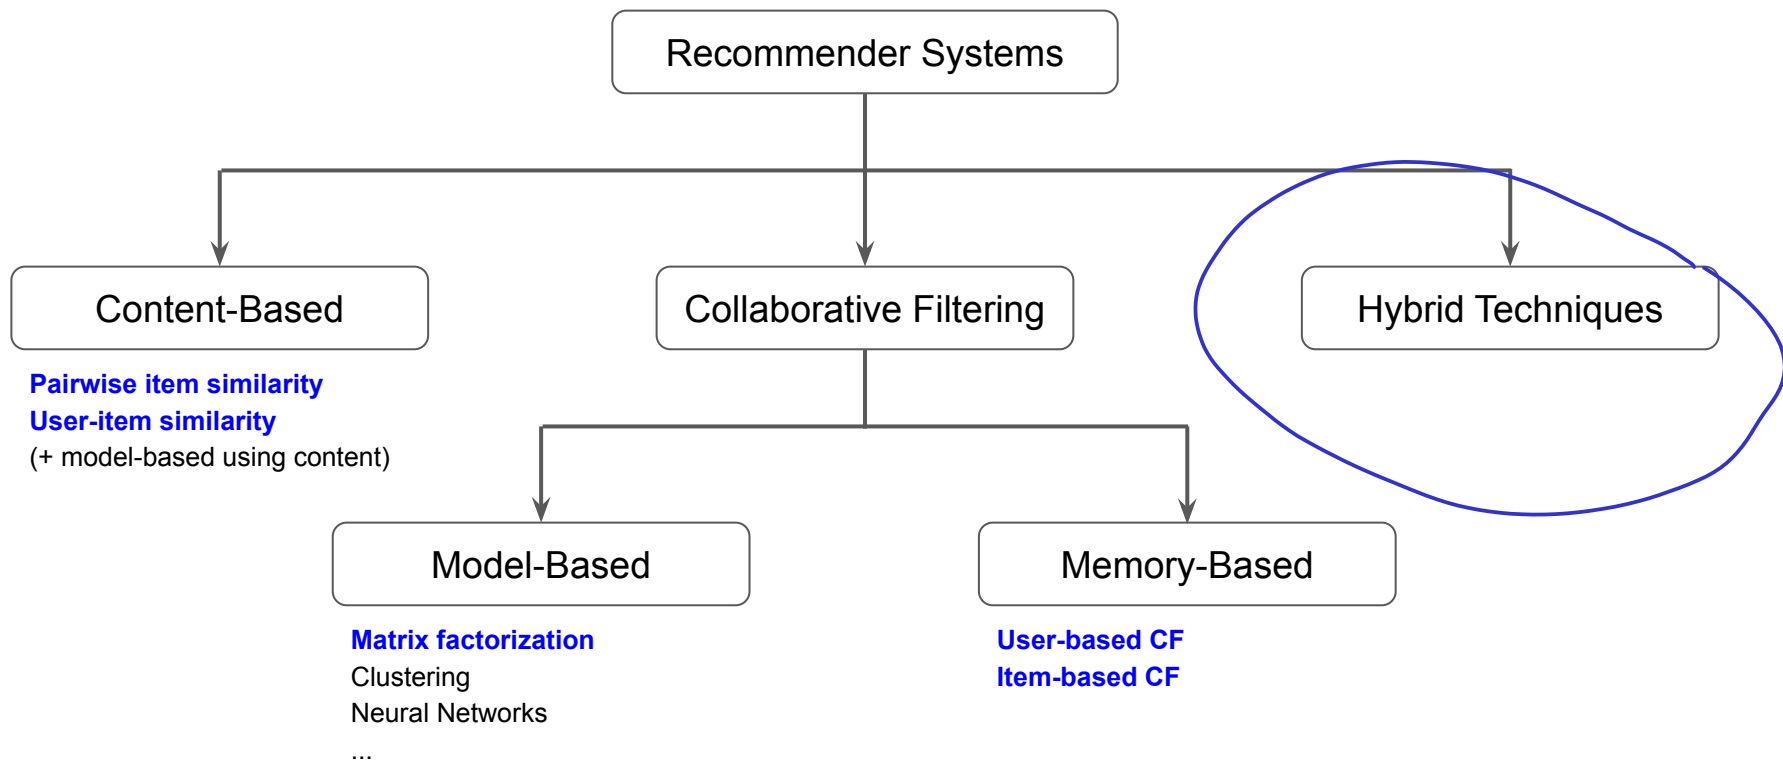 Recommender Systems
Content-Based
Collaborative Filtering
Hybrid Techniques
Pairwise item similarity
User-item similarity
(+ model-based using content)
Model-Based
Memory-Based
Matrix factorization
Clustering
Neural Networks
...
User-based CF
Item-based CF